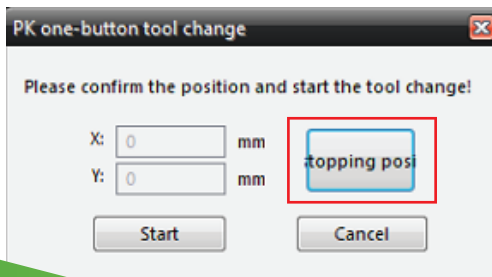 PK one-button tool change
Please confirm the position and start the tool change!
X: 0 mm
topping posi
Y: 0 mm
Start Cancel